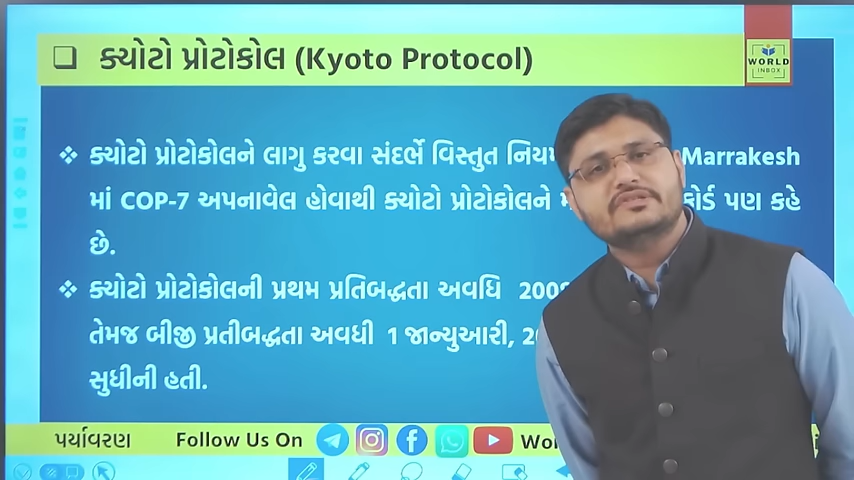 ક્યોટો પ્રોટોકોલ (Kyoto Protocol)
WORLD
INBOX
❖ ક્યોટો પ્રોટોકોલને લાગુ કરવા સંદર્ભે વિસ્તૃત Marrakesh
માં COP-7 અપનાવેલ હોવાથી ક્યોટો પ્રોટોકોલને પણ કહે
છે.
❖ ક્યોટો પ્રોટોકોલની પ્રથમ પ્રતિબદ્ધતા અવધિ
તેમજ બીજી પ્રતીબદ્ધતા અવધી 1 જાન્યુઆરી,
સુધીની હતી.
પર્યાવરણ Follow Us On